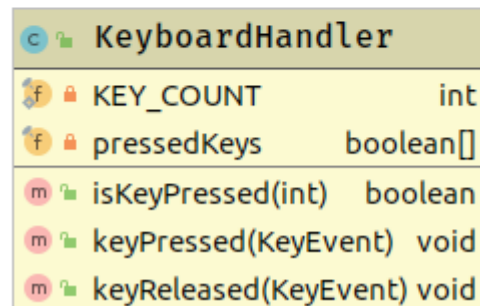 C KeyboardHandler
f KEY_COUNT int
f pressedKeys boolean[]
m isKeyPressed(int) boolean
m keyPressed(KeyEvent) void
m keyReleased(KeyEvent) void